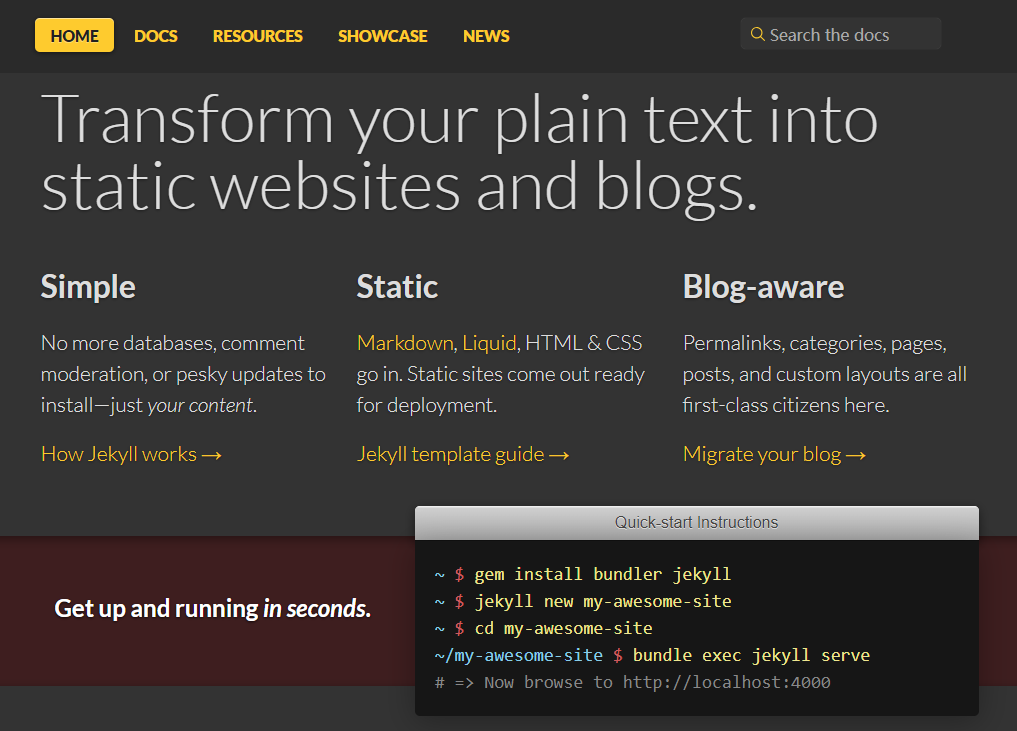 HOME DOCS RESOURCES SHOWCASE NEWS Search the docs
Transform your plain text into
static websites and blogs.
Simple
No more databases, comment
moderation, or pesky updates to
install—just your content.
How Jekyll works →
Static
Markdown, Liquid, HTML & CSS
go in. Static sites come out ready
for deployment.
Jekyll template guide →
Blog-aware
Permalinks, categories, pages,
posts, and custom layouts are all
first-class citizens here.
Migrate your blog →
Get up and running in seconds.
Quick-start Instructions
~ $ gem install bundler jekyll
~ $ jekyll new my-awesome-site
~ $ cd my-awesome-site
~/my-awesome-site $ bundle exec jekyll serve
# => Now browse to http://localhost:4000